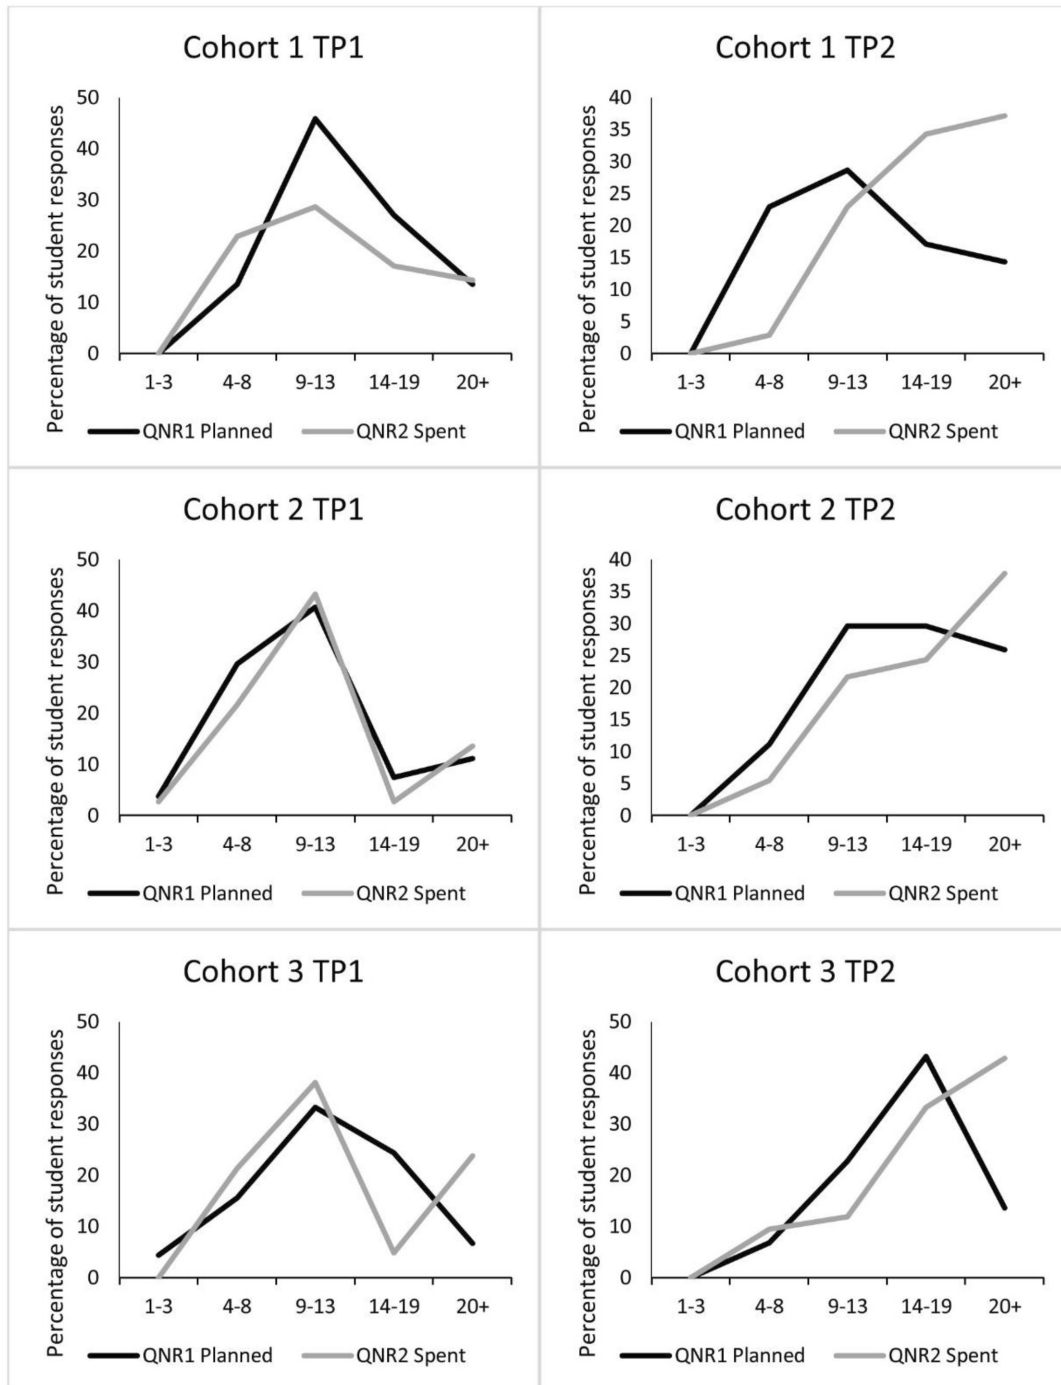 Cohort 1 TP1
Percentage of student responses
50
40
30
20
10
0
1-3 4-8 9-13 14-19 20+
QNR1 Planned QNR2 Spent
Cohort 1 TP2
Percentage of student responses
40
35
30
25
20
15
10
5
0
1-3 4-8 9-13 14-19 20+
QNR1 Planned QNR2 Spent
Cohort 2 TP1
Percentage of student responses
50
40
30
20
10
0
1-3 4-8 9-13 14-19 20+
QNR1 Planned QNR2 Spent
Cohort 2 TP2
Percentage of student responses
40
35
30
25
20
15
10
5
0
1-3 4-8 9-13 14-19 20+
QNR1 Planned QNR2 Spent
Cohort 3 TP1
Percentage of student responses
50
40
30
20
10
0
1-3 4-8 9-13 14-19 20+
QNR1 Planned QNR2 Spent
Cohort 3 TP2
Percentage of student responses
50
40
30
20
10
0
1-3 4-8 9-13 14-19 20+
QNR1 Planned QNR2 Spent